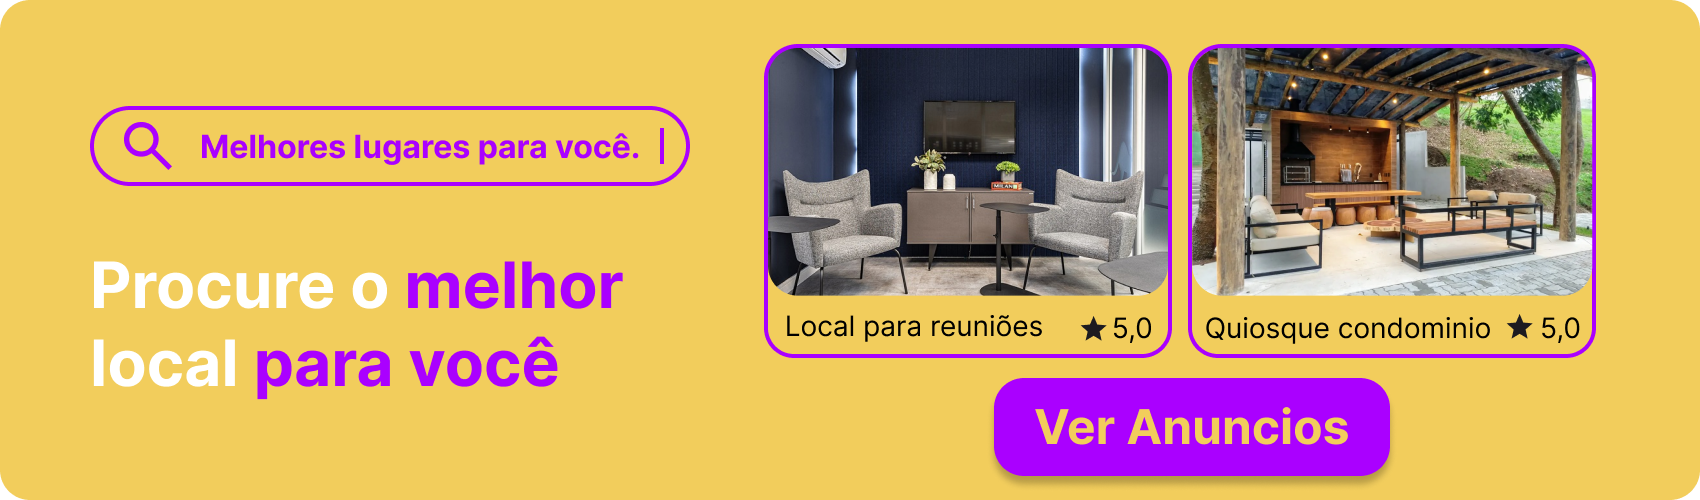 Melhores lugares para você.
Procure o melhor
local para você
MILANO
Local para reuniões
5,0
Quiosque condominio
5,0
Ver Anuncios